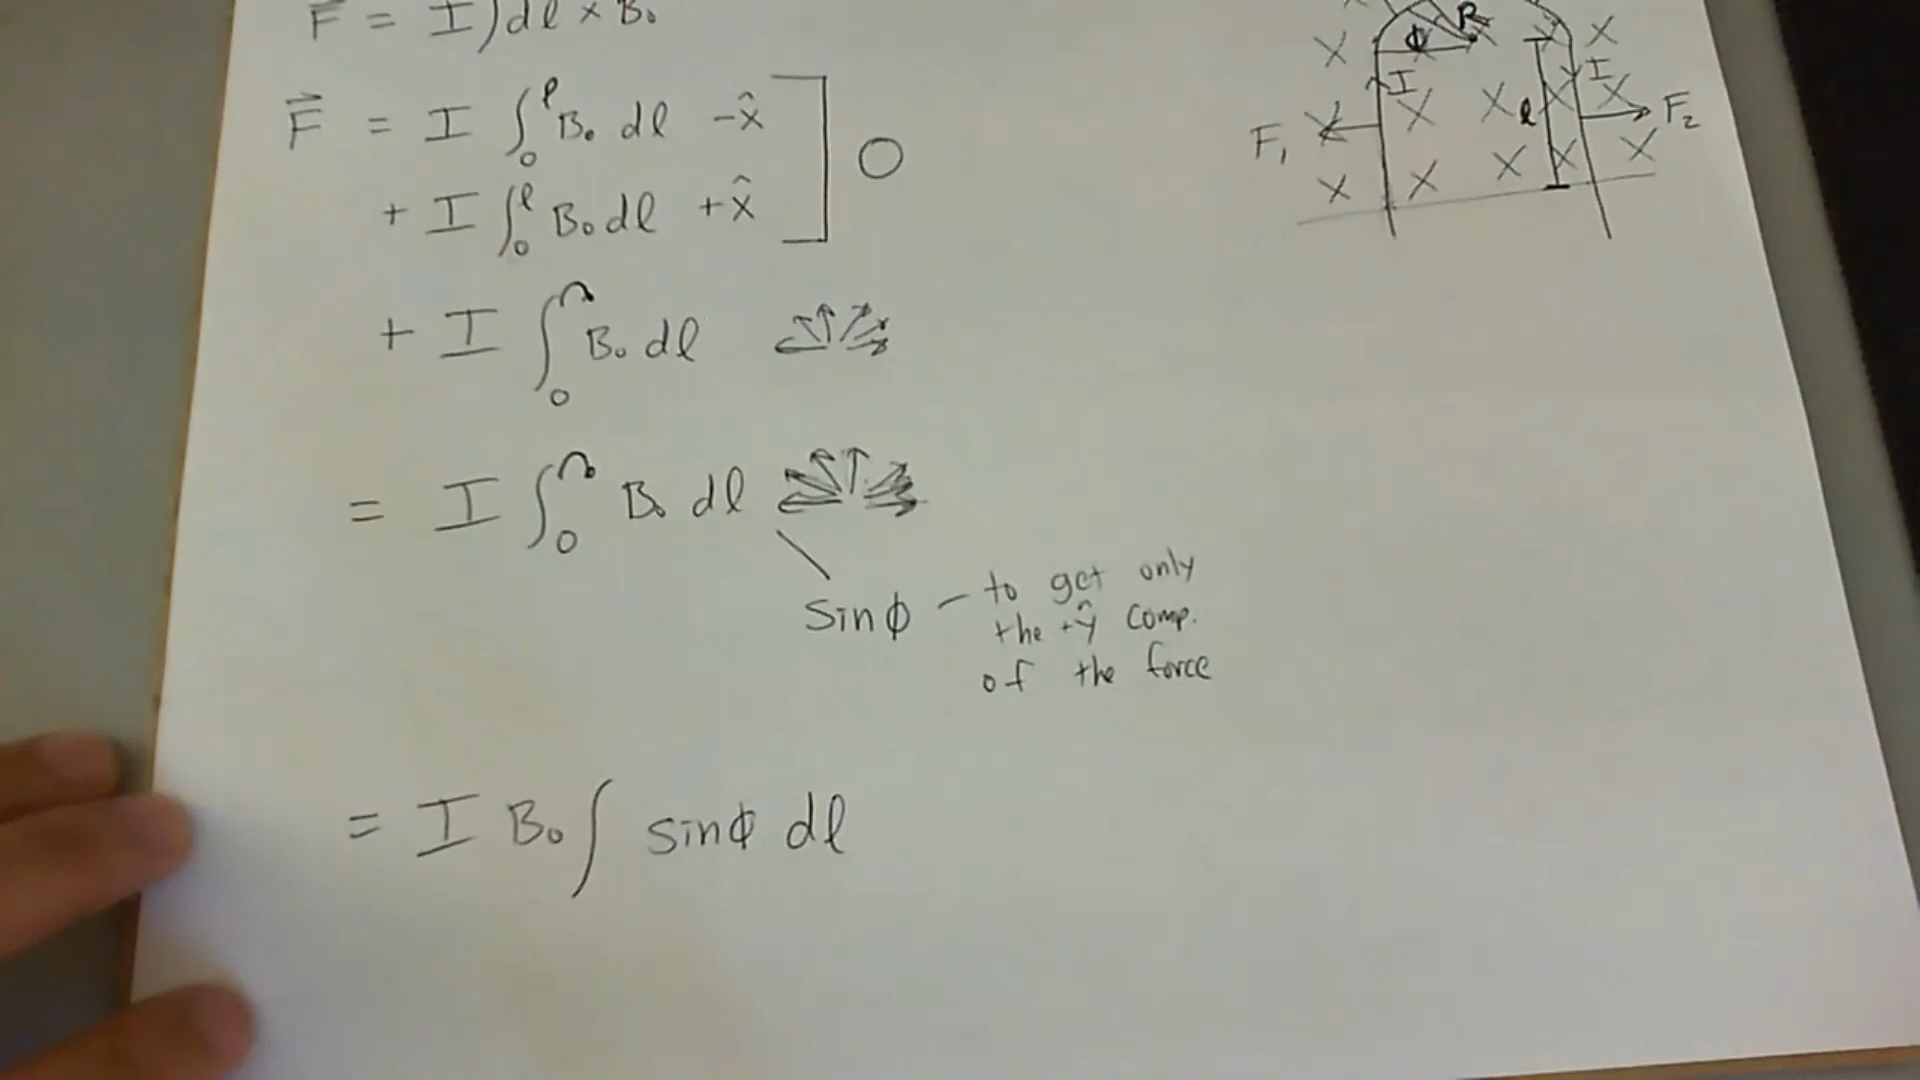 F⃗ = I ∫ dℓ × B₀
F⃗ = I ∫₀^ℓ B₀ dℓ -x̂
+ I ∫₀^ℓ B₀ dℓ +x̂ ] 0
+ I ∫₀^↷ B₀ dℓ
= I ∫₀^↷ B₀ dℓ
sin ϕ — to get only
the +ŷ comp.
of the force
= I B₀ ∫ sin ϕ dℓ
R
ϕ
I
I
ℓ
F₁
F₂